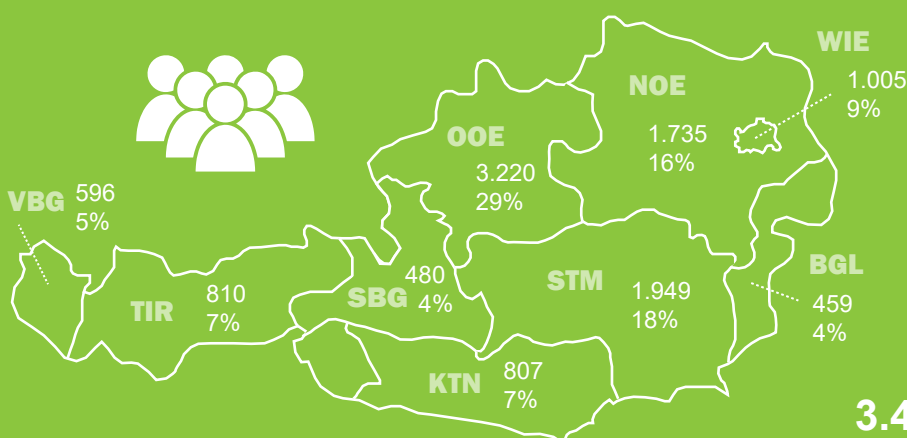 WIE
1.005
9%
NOE
1.735
16%
OOE
3.220
29%
VBG 596
5%
TIR
810
7%
SBG
480
4%
STM
1.949
18%
BGL
459
4%
KTN
807
7%
3.4